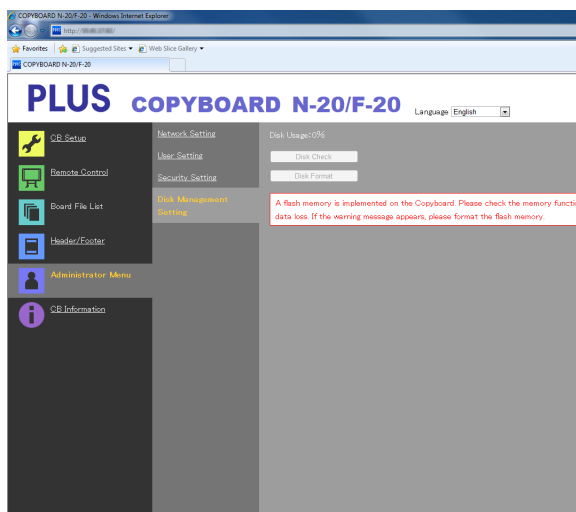 COPYBOARD N-20/F-20 - Windows Internet Explorer
http://
Favorites Suggested Sites Web Slice Gallery
COPYBOARD N-20/F-20
PLUS COPYBOARD N-20/F-20 Language English
CB Setup
Remote Control
Board File List
Header/Footer
Administrator Menu
CB Information
Network Setting
User Setting
Security Setting
Disk Management
Setting
Disk Usage:0%
Disk Check
Disk Format
A flash memory is implemented on the Copyboard. Please check the memory functi
data loss. If the warning message appears, please format the flash memory.